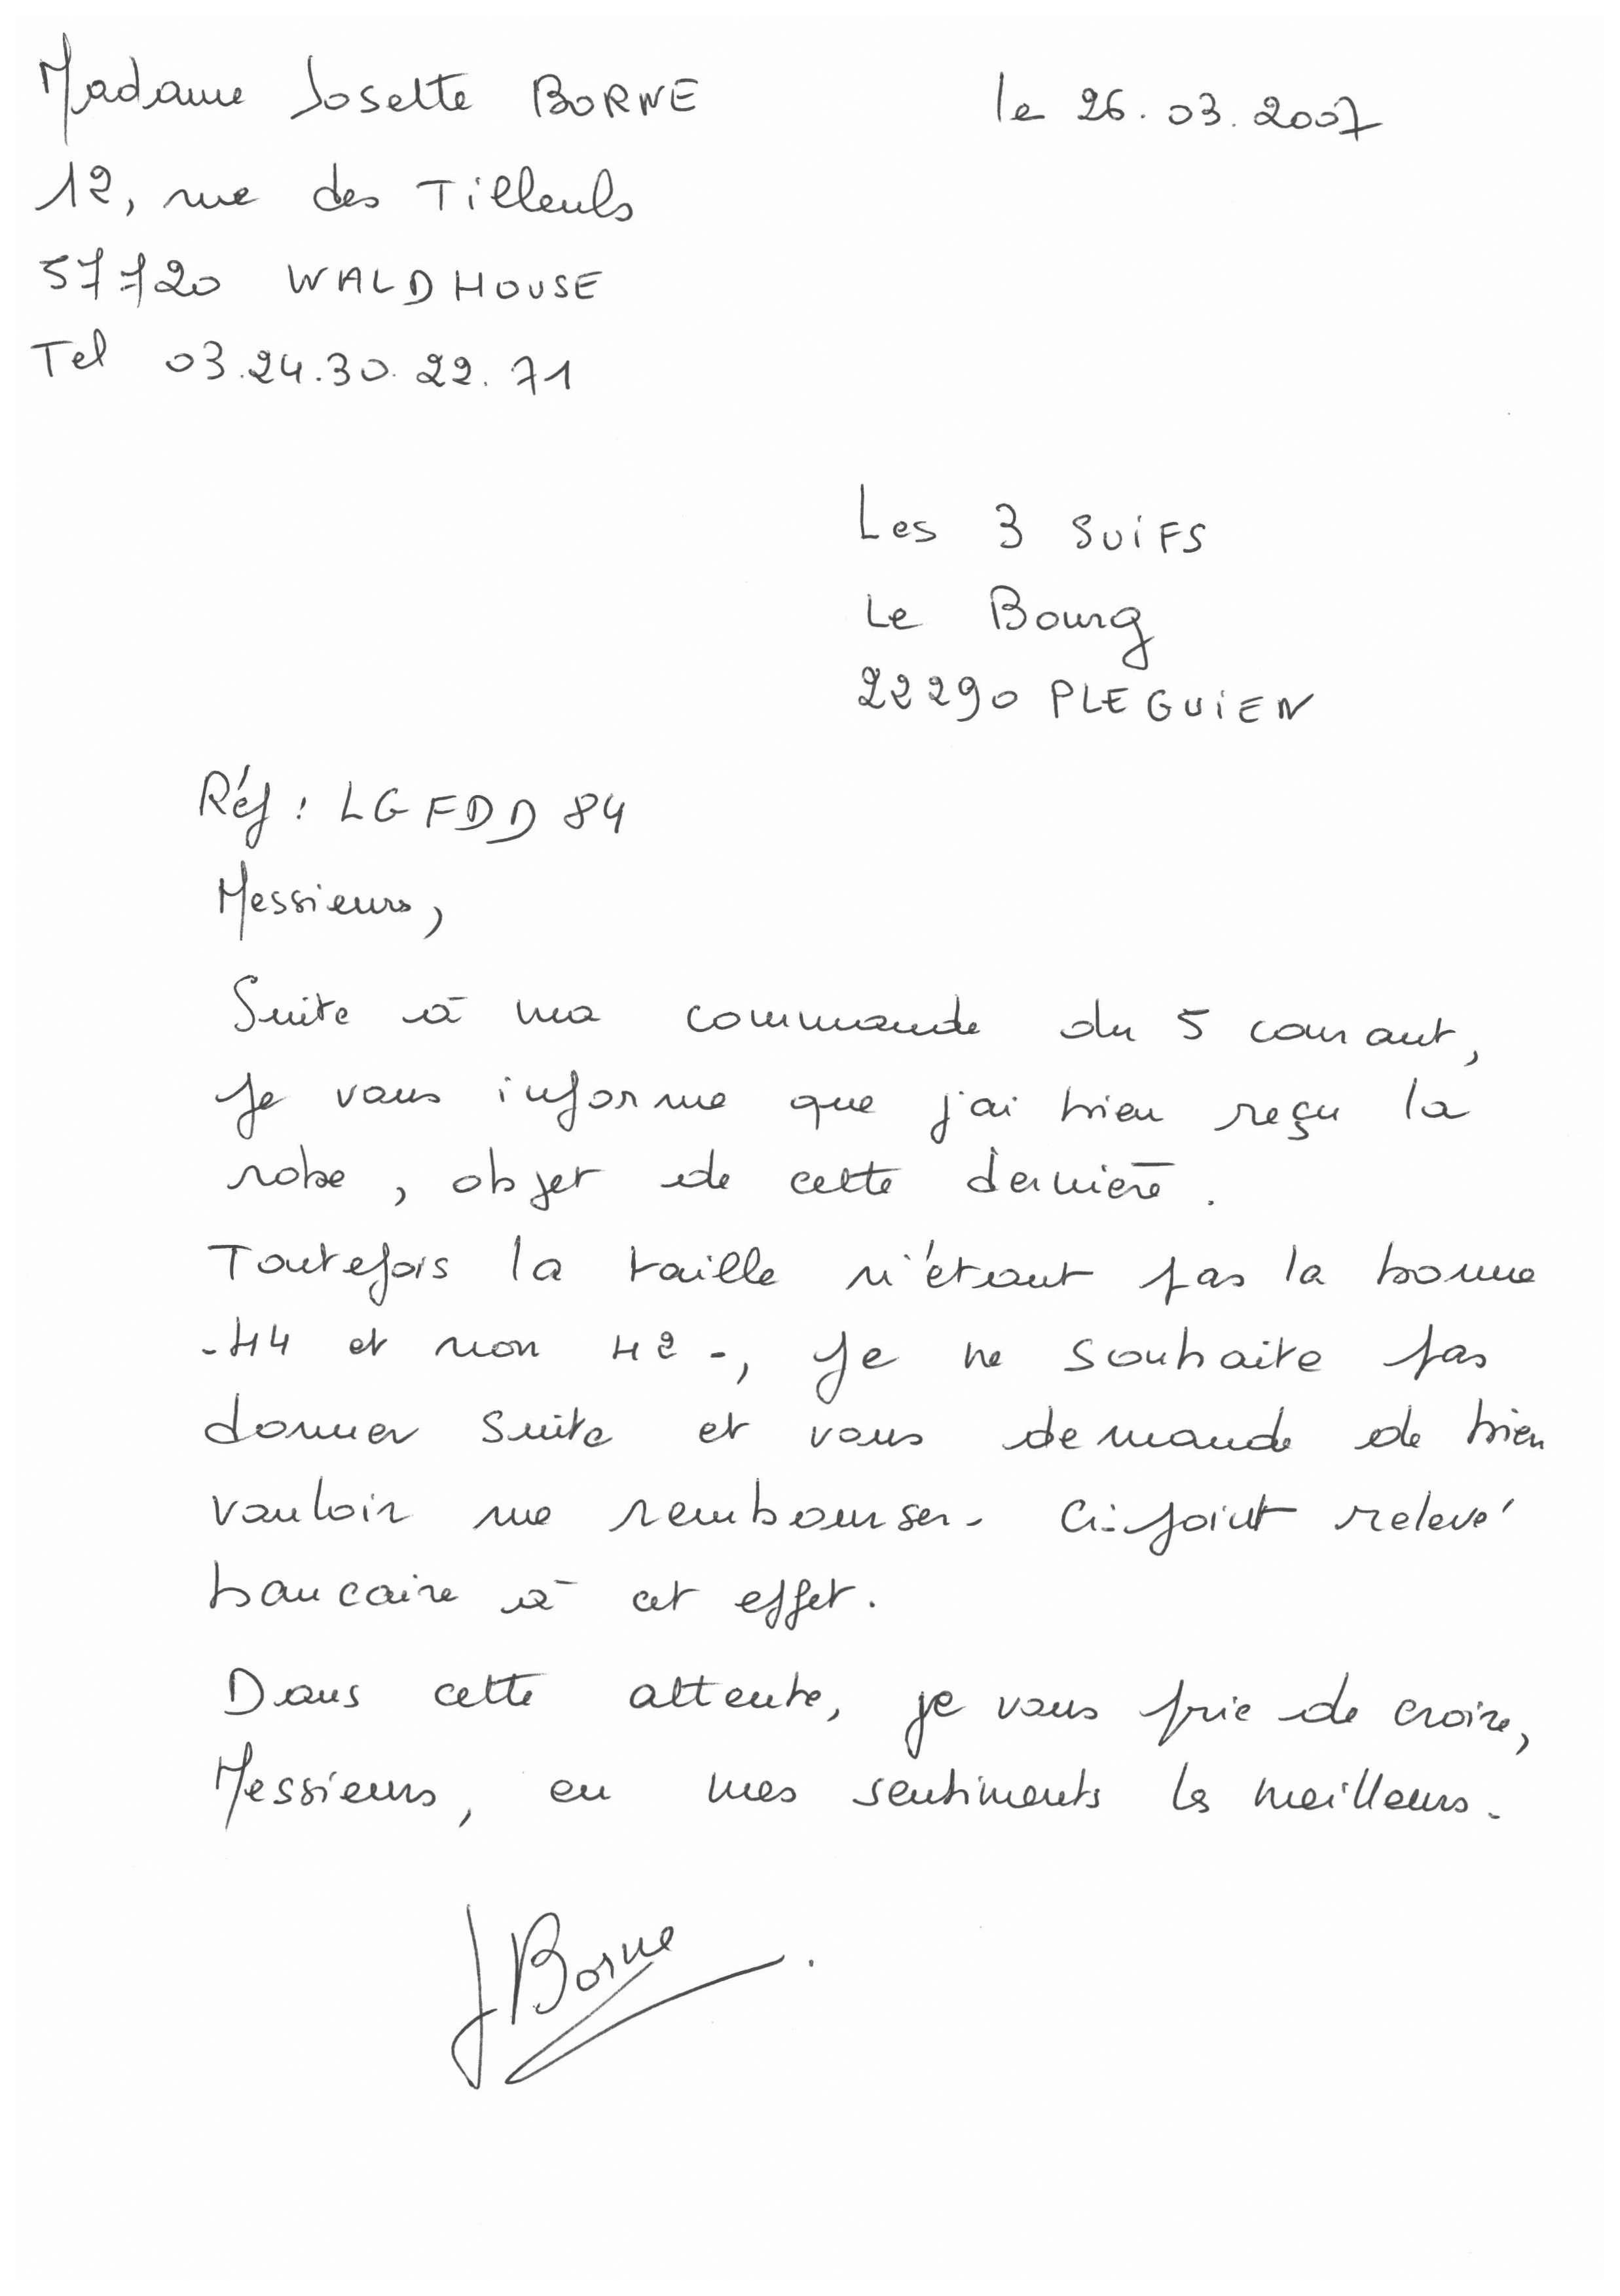 Madame Josette BORNE
le 26.03.2007
12, rue des Tilleuls
57720 WALDHOUSE
Tel 03.24.30.22.71
Les 3 SUiFS
Le Bourg
22290 PLEGUiEN
Réf : LGFDD84
Messieurs,
Suite à ma commande du 5 courant,
je vous informe que j'ai bien reçu la
robe, objet de cette dernière.
Toutefois la taille n'étant pas la bonne
-44 et non 42-, je ne souhaite pas
donner suite et vous demande de bien
vouloir me rembourser. Ci-joint relevé
bancaire à cet effet.
Dans cette attente, je vous prie de croire,
Messieurs, en mes sentiments les meilleurs.
JBorne